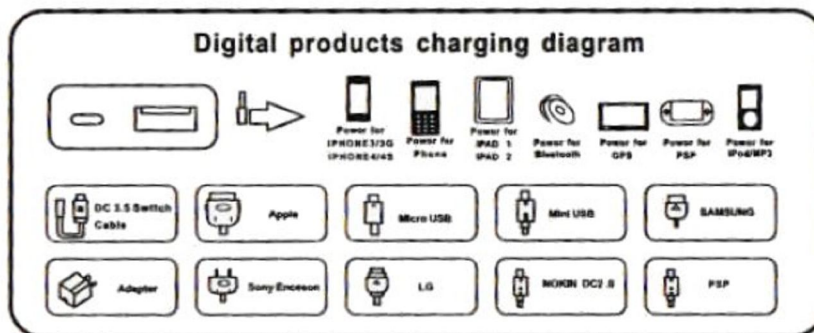 Digital products charging diagram
Power for
IPHONE3/3G
IPHONE4/4S
Power for
Phone
Power for
IPAD 1
IPAD 2
Power for
Bluetooth
Power for
GPS
Power for
PSP
Power for
iPod/MP3
DC 3.5 Switch
Cable
Apple
Micro USB
Mini USB
SAMSUNG
Adapter
Sony Enceson
LG
NOKIN DC2.0
PSP